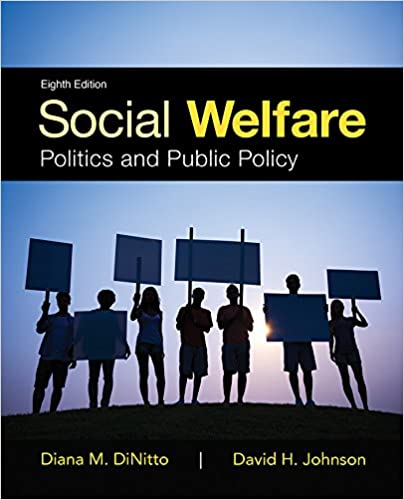 Eighth Edition
Social Welfare
Politics and Public Policy
Diana M. DiNitto | David H. Johnson